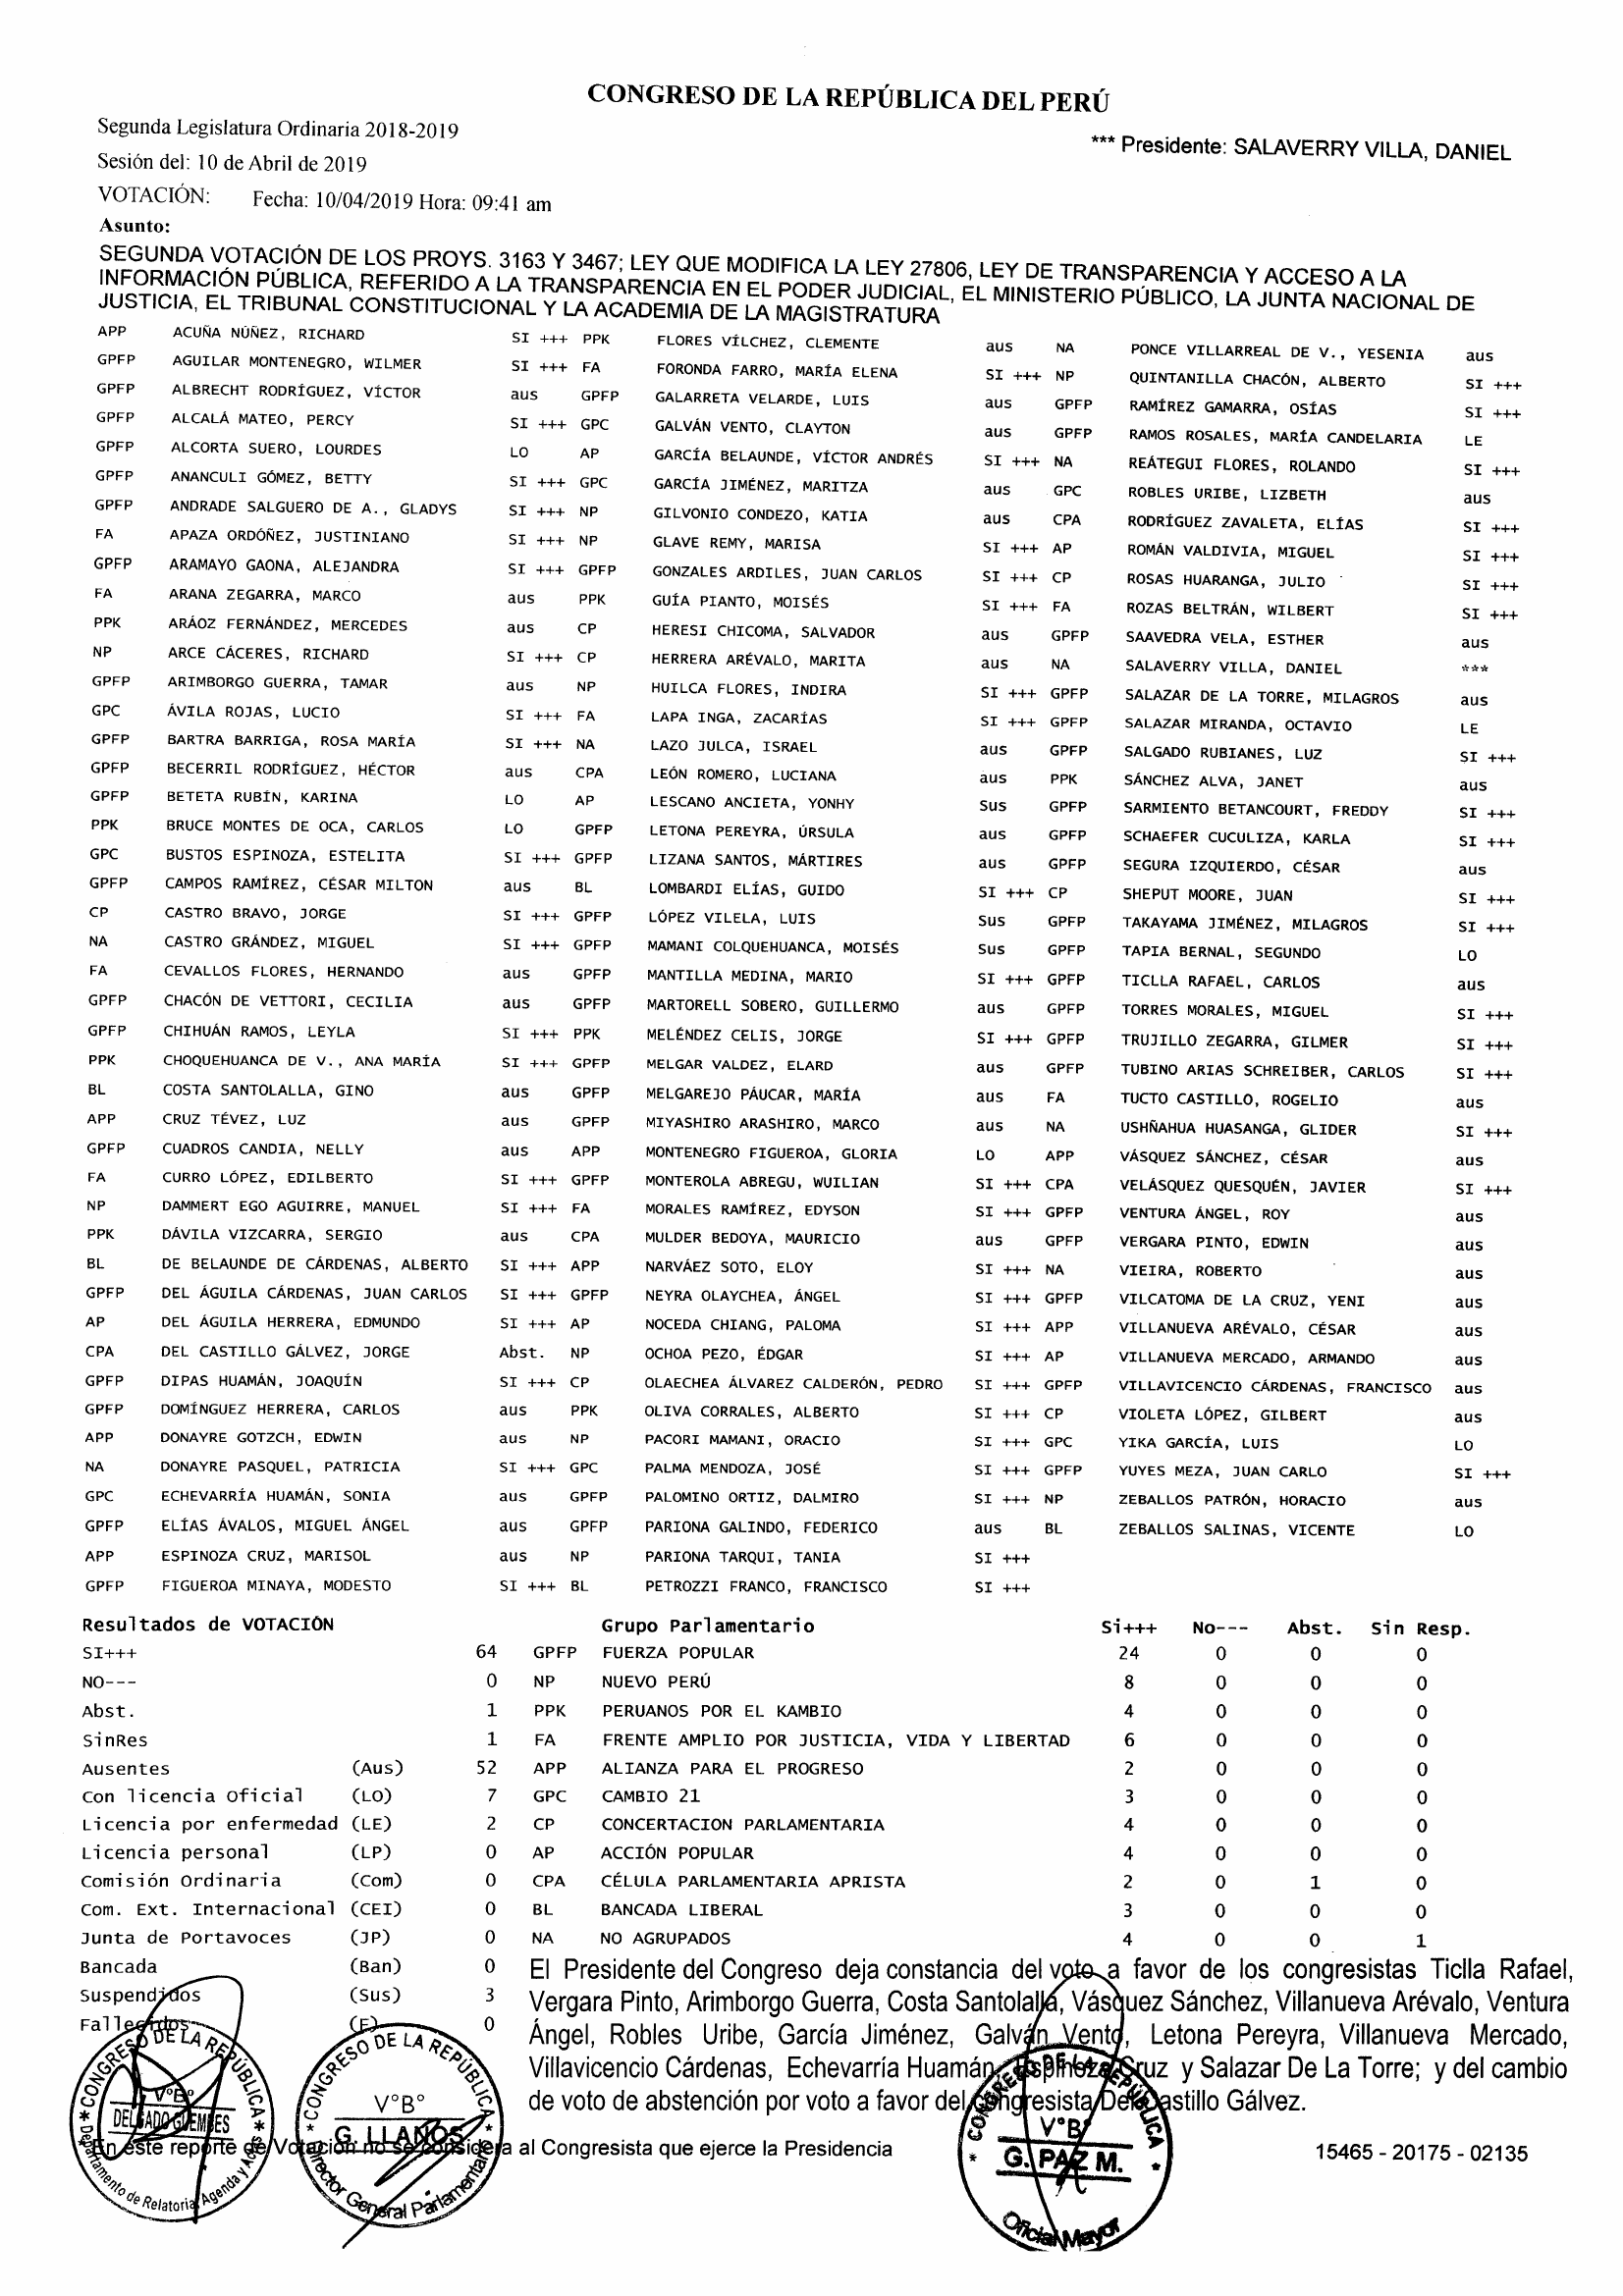 CONGRESO DE LA REPÚBLICA DEL PERÚ
Segunda Legislatura Ordinaria 2018-2019
*** Presidente: SALAVERRY VILLA, DANIEL
Sesión del: 10 de Abril de 2019
VOTACIÓN: Fecha: 10/04/2019 Hora: 09:41 am
Asunto:
SEGUNDA VOTACIÓN DE LOS PROYS. 3163 Y 3467; LEY QUE MODIFICA LA LEY 27806, LEY DE TRANSPARENCIA Y ACCESO A LA
INFORMACIÓN PÚBLICA, REFERIDO A LA TRANSPARENCIA EN EL PODER JUDICIAL, EL MINISTERIO PÚBLICO, LA JUNTA NACIONAL DE
JUSTICIA, EL TRIBUNAL CONSTITUCIONAL Y LA ACADEMIA DE LA MAGISTRATURA
APP ACUÑA NÚÑEZ, RICHARD SI +++ PPK FLORES VÍLCHEZ, CLEMENTE aus NA PONCE VILLARREAL DE V., YESENIA aus
GPFP AGUILAR MONTENEGRO, WILMER SI +++ FA FORONDA FARRO, MARÍA ELENA SI +++ NP QUINTANILLA CHACÓN, ALBERTO SI +++
GPFP ALBRECHT RODRÍGUEZ, VÍCTOR aus GPFP GALARRETA VELARDE, LUIS aus GPFP RAMÍREZ GAMARRA, OSÍAS SI +++
GPFP ALCALÁ MATEO, PERCY SI +++ GPC GALVÁN VENTO, CLAYTON aus GPFP RAMOS ROSALES, MARÍA CANDELARIA LE
GPFP ALCORTA SUERO, LOURDES LO AP GARCÍA BELAUNDE, VÍCTOR ANDRÉS SI +++ NA REÁTEGUI FLORES, ROLANDO SI +++
GPFP ANANCULI GÓMEZ, BETTY SI +++ GPC GARCÍA JIMÉNEZ, MARITZA aus GPC ROBLES URIBE, LIZBETH aus
GPFP ANDRADE SALGUERO DE A., GLADYS SI +++ NP GILVONIO CONDEZO, KATIA aus CPA RODRÍGUEZ ZAVALETA, ELÍAS SI +++
FA APAZA ORDÓÑEZ, JUSTINIANO SI +++ NP GLAVE REMY, MARISA SI +++ AP ROMÁN VALDIVIA, MIGUEL SI +++
GPFP ARAMAYO GAONA, ALEJANDRA SI +++ GPFP GONZALES ARDILES, JUAN CARLOS SI +++ CP ROSAS HUARANGA, JULIO SI +++
FA ARANA ZEGARRA, MARCO aus PPK GUÍA PIANTO, MOISÉS SI +++ FA ROZAS BELTRÁN, WILBERT SI +++
PPK ARÁOZ FERNÁNDEZ, MERCEDES aus CP HERESI CHICOMA, SALVADOR aus GPFP SAAVEDRA VELA, ESTHER aus
NP ARCE CÁCERES, RICHARD SI +++ CP HERRERA ARÉVALO, MARITA aus NA SALAVERRY VILLA, DANIEL ***
GPFP ARIMBORGO GUERRA, TAMAR aus NP HUILCA FLORES, INDIRA SI +++ GPFP SALAZAR DE LA TORRE, MILAGROS aus
GPC ÁVILA ROJAS, LUCIO SI +++ FA LAPA INGA, ZACARÍAS SI +++ GPFP SALAZAR MIRANDA, OCTAVIO LE
GPFP BARTRA BARRIGA, ROSA MARÍA SI +++ NA LAZO JULCA, ISRAEL aus GPFP SALGADO RUBIANES, LUZ SI +++
GPFP BECERRIL RODRÍGUEZ, HÉCTOR aus CPA LEÓN ROMERO, LUCIANA aus PPK SÁNCHEZ ALVA, JANET aus
GPFP BETETA RUBÍN, KARINA LO AP LESCANO ANCIETA, YONHY Sus GPFP SARMIENTO BETANCOURT, FREDDY SI +++
PPK BRUCE MONTES DE OCA, CARLOS LO GPFP LETONA PEREYRA, ÚRSULA aus GPFP SCHAEFER CUCULIZA, KARLA SI +++
GPC BUSTOS ESPINOZA, ESTELITA SI +++ GPFP LIZANA SANTOS, MÁRTIRES aus GPFP SEGURA IZQUIERDO, CÉSAR aus
GPFP CAMPOS RAMÍREZ, CÉSAR MILTON aus BL LOMBARDI ELÍAS, GUIDO SI +++ CP SHEPUT MOORE, JUAN SI +++
CP CASTRO BRAVO, JORGE SI +++ GPFP LÓPEZ VILELA, LUIS Sus GPFP TAKAYAMA JIMÉNEZ, MILAGROS SI +++
NA CASTRO GRÁNDEZ, MIGUEL SI +++ GPFP MAMANI COLQUEHUANCA, MOISÉS Sus GPFP TAPIA BERNAL, SEGUNDO LO
FA CEVALLOS FLORES, HERNANDO aus GPFP MANTILLA MEDINA, MARIO SI +++ GPFP TICLLA RAFAEL, CARLOS aus
GPFP CHACÓN DE VETTORI, CECILIA aus GPFP MARTORELL SOBERO, GUILLERMO aus GPFP TORRES MORALES, MIGUEL SI +++
GPFP CHIHUÁN RAMOS, LEYLA SI +++ PPK MELÉNDEZ CELIS, JORGE SI +++ GPFP TRUJILLO ZEGARRA, GILMER SI +++
PPK CHOQUEHUANCA DE V., ANA MARÍA SI +++ GPFP MELGAR VALDEZ, ELARD aus GPFP TUBINO ARIAS SCHREIBER, CARLOS SI +++
BL COSTA SANTOLALLA, GINO aus GPFP MELGAREJO PÁUCAR, MARÍA aus FA TUCTO CASTILLO, ROGELIO aus
APP CRUZ TÉVEZ, LUZ aus GPFP MIYASHIRO ARASHIRO, MARCO aus NA USHÑAHUA HUASANGA, GLIDER SI +++
GPFP CUADROS CANDIA, NELLY aus APP MONTENEGRO FIGUEROA, GLORIA LO APP VÁSQUEZ SÁNCHEZ, CÉSAR aus
FA CURRO LÓPEZ, EDILBERTO SI +++ GPFP MONTEROLA ABREGU, WUILIAN SI +++ CPA VELÁSQUEZ QUESQUÉN, JAVIER SI +++
NP DAMMERT EGO AGUIRRE, MANUEL SI +++ FA MORALES RAMÍREZ, EDYSON SI +++ GPFP VENTURA ÁNGEL, ROY aus
PPK DÁVILA VIZCARRA, SERGIO aus CPA MULDER BEDOYA, MAURICIO aus GPFP VERGARA PINTO, EDWIN aus
BL DE BELAUNDE DE CÁRDENAS, ALBERTO SI +++ APP NARVÁEZ SOTO, ELOY SI +++ NA VIEIRA, ROBERTO aus
GPFP DEL ÁGUILA CÁRDENAS, JUAN CARLOS SI +++ GPFP NEYRA OLAYCHEA, ÁNGEL SI +++ GPFP VILCATOMA DE LA CRUZ, YENI aus
AP DEL ÁGUILA HERRERA, EDMUNDO SI +++ AP NOCEDA CHIANG, PALOMA SI +++ APP VILLANUEVA ARÉVALO, CÉSAR aus
CPA DEL CASTILLO GÁLVEZ, JORGE Abst. NP OCHOA PEZO, ÉDGAR SI +++ AP VILLANUEVA MERCADO, ARMANDO aus
GPFP DIPAS HUAMÁN, JOAQUÍN SI +++ CP OLAECHEA ÁLVAREZ CALDERÓN, PEDRO SI +++ GPFP VILLAVICENCIO CÁRDENAS, FRANCISCO aus
GPFP DOMÍNGUEZ HERRERA, CARLOS aus PPK OLIVA CORRALES, ALBERTO SI +++ CP VIOLETA LÓPEZ, GILBERT aus
APP DONAYRE GOTZCH, EDWIN aus NP PACORI MAMANI, ORACIO SI +++ GPC YIKA GARCÍA, LUIS LO
NA DONAYRE PASQUEL, PATRICIA SI +++ GPC PALMA MENDOZA, JOSÉ SI +++ GPFP YUYES MEZA, JUAN CARLO SI +++
GPC ECHEVARRÍA HUAMÁN, SONIA aus GPFP PALOMINO ORTIZ, DALMIRO SI +++ NP ZEBALLOS PATRÓN, HORACIO aus
GPFP ELÍAS ÁVALOS, MIGUEL ÁNGEL aus GPFP PARIONA GALINDO, FEDERICO aus BL ZEBALLOS SALINAS, VICENTE LO
APP ESPINOZA CRUZ, MARISOL aus NP PARIONA TARQUI, TANIA SI +++
GPFP FIGUEROA MINAYA, MODESTO SI +++ BL PETROZZI FRANCO, FRANCISCO SI +++
Resultados de VOTACIÓN Grupo Parlamentario Si+++ No--- Abst. Sin Resp.
SI+++ 64 GPFP FUERZA POPULAR 24 0 0 0
NO--- 0 NP NUEVO PERÚ 8 0 0 0
Abst. 1 PPK PERUANOS POR EL KAMBIO 4 0 0 0
SinRes 1 FA FRENTE AMPLIO POR JUSTICIA, VIDA Y LIBERTAD 6 0 0 0
Ausentes (Aus) 52 APP ALIANZA PARA EL PROGRESO 2 0 0 0
Con licencia Oficial (LO) 7 GPC CAMBIO 21 3 0 0 0
Licencia por enfermedad (LE) 2 CP CONCERTACION PARLAMENTARIA 4 0 0 0
Licencia personal (LP) 0 AP ACCIÓN POPULAR 4 0 0 0
Comisión Ordinaria (Com) 0 CPA CÉLULA PARLAMENTARIA APRISTA 2 0 1 0
Com. Ext. Internacional (CEI) 0 BL BANCADA LIBERAL 3 0 0 0
Junta de Portavoces (JP) 0 NA NO AGRUPADOS 4 0 0 1
Bancada (Ban) 0
Suspendidos (Sus) 3
Fallecidos (F) 0
El Presidente del Congreso deja constancia del voto a favor de los congresistas Ticlla Rafael,
Vergara Pinto, Arimborgo Guerra, Costa Santolalla, Vásquez Sánchez, Villanueva Arévalo, Ventura
Ángel, Robles Uribe, García Jiménez, Galván Vento, Letona Pereyra, Villanueva Mercado,
Villavicencio Cárdenas, Echevarría Huamán, Espinoza Cruz y Salazar De La Torre; y del cambio
de voto de abstención por voto a favor del congresista Del Castillo Gálvez.
En este reporte de Votación no se considera al Congresista que ejerce la Presidencia
15465 - 20175 - 02135
CONGRESO DE LA REPÚBLICA
V°B°
DELGADO GUEMBES
Departamento de Relatoria, Agenda y Actas
CONGRESO DE LA REPÚBLICA
V°B°
G. LLANOS
Director General Parlamentario
CONGRESO DE LA REPÚBLICA
V°B°
G. PAZ M.
Oficial Mayor